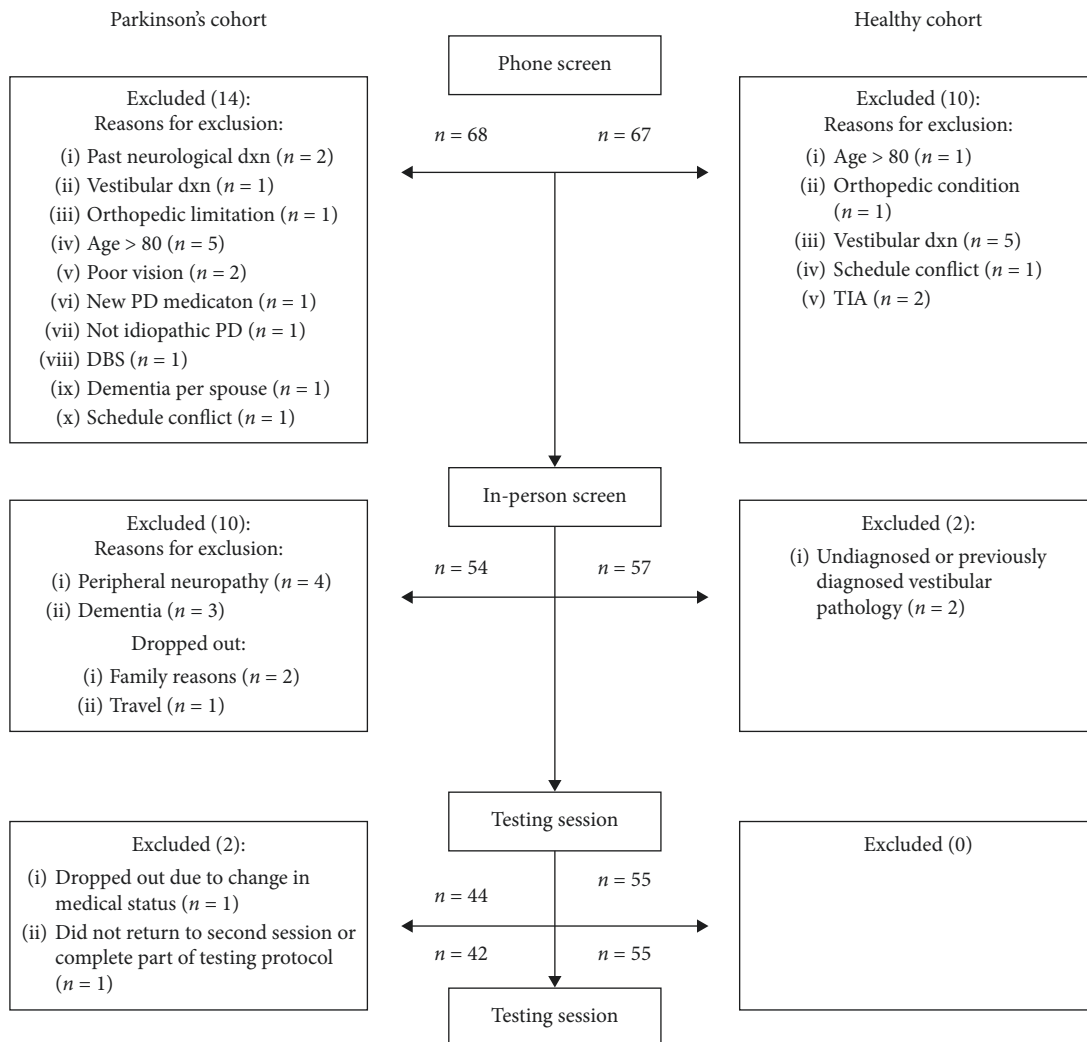 Parkinson's cohort
Healthy cohort
Phone screen
Excluded (14):
Reasons for exclusion:
(i) Past neurological dxn (n = 2)
(ii) Vestibular dxn (n = 1)
(iii) Orthopedic limitation (n = 1)
(iv) Age > 80 (n = 5)
(v) Poor vision (n = 2)
(vi) New PD medicaton (n = 1)
(vii) Not idiopathic PD (n = 1)
(viii) DBS (n = 1)
(ix) Dementia per spouse (n = 1)
(x) Schedule conflict (n = 1)
n = 68
n = 67
Excluded (10):
Reasons for exclusion:
(i) Age > 80 (n = 1)
(ii) Orthopedic condition
(n = 1)
(iii) Vestibular dxn (n = 5)
(iv) Schedule conflict (n = 1)
(v) TIA (n = 2)
In-person screen
Excluded (10):
Reasons for exclusion:
(i) Peripheral neuropathy (n = 4)
(ii) Dementia (n = 3)
Dropped out:
(i) Family reasons (n = 2)
(ii) Travel (n = 1)
n = 54
n = 57
Excluded (2):
(i) Undiagnosed or previously
diagnosed vestibular
pathology (n = 2)
Testing session
Excluded (2):
(i) Dropped out due to change in
medical status (n = 1)
(ii) Did not return to second session or
complete part of testing protocol
(n = 1)
n = 44
n = 55
n = 42
n = 55
Excluded (0)
Testing session